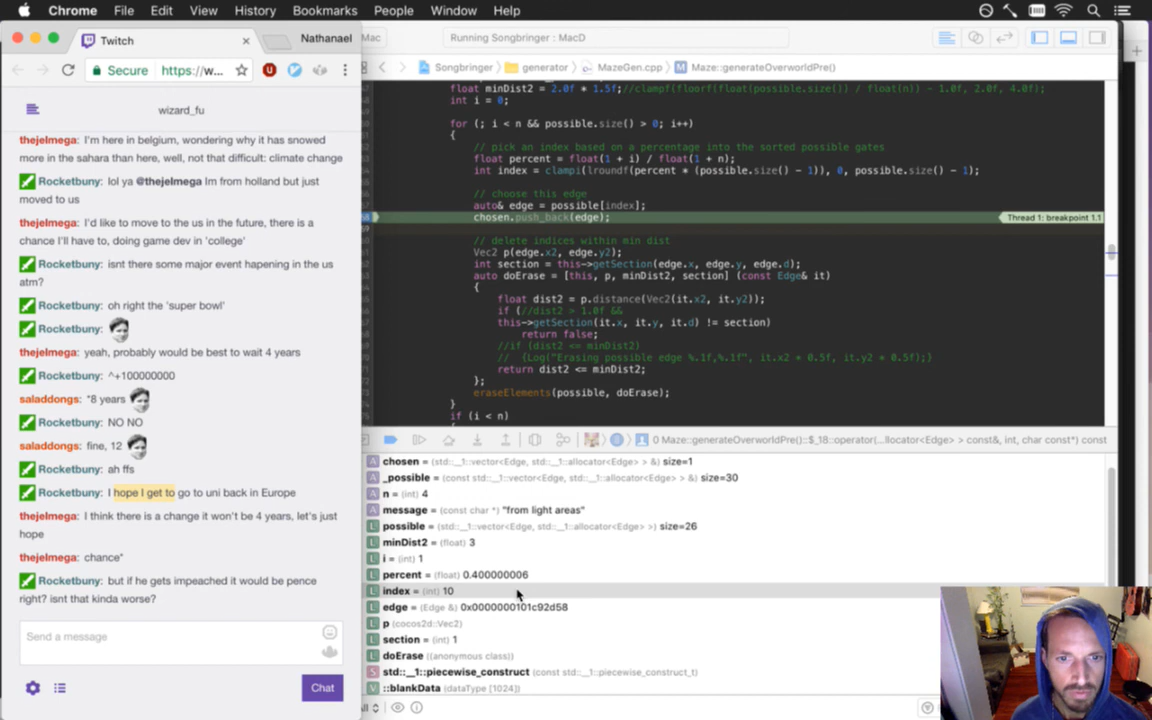 Chrome File Edit View History Bookmarks People Window Help
Twitch
Nathanael
Mac
Running Songbringer : MacD
Secure https://w...
Songbringer generator MazeGen.cpp M Maze::generateOverworldPre()
wizard_fu
thejelmega: I'm here in belgium, wondering why it has snowed
more in the sahara than here, well, not that difficult: climate change
Rocketbuny: lol ya @thejelmega Im from holland but just
moved to us
thejelmega: I'd like to move to the us in the future, there is a
chance I'll have to, doing game dev in 'college'
Rocketbuny: isnt there some major event hapening in the us
atm?
Rocketbuny: oh right the 'super bowl'
Rocketbuny:
thejelmega: yeah, probably would be best to wait 4 years
Rocketbuny: ^+100000000
saladdongs: *8 years
Rocketbuny: NO NO
saladdongs: fine, 12
Rocketbuny: ah ffs
Rocketbuny: I hope I get to go to uni back in Europe
thejelmega: I think there is a change it won't be 4 years, let's just
hope
thejelmega: chance*
Rocketbuny: but if he gets impeached it would be pence
right? isnt that kinda worse?
Send a message
Chat
float minDist2 = 2.0f * 1.5f;//clampf(floorf(float(possible.size()) / float(n)) - 1.0f, 2.0f, 4.0f);
int i = 0;
for (; i < n && possible.size() > 0; i++)
{
// pick an index based on a percentage into the sorted possible gates
float percent = float(1 + i) / float(1 + n);
int index = clampi(lroundf(percent * (possible.size() - 1)), 0, possible.size() - 1);
// choose this edge
auto& edge = possible[index];
chosen.push_back(edge);
Thread 1: breakpoint 1.1
// delete indices within min dist
Vec2 p(edge.x2, edge.y2);
int section = this->getSection(edge.x, edge.y, edge.d);
auto doErase = [this, p, minDist2, section] (const Edge& it)
{
float dist2 = p.distance(Vec2(it.x2, it.y2));
if (//dist2 > 1.0f &&
this->getSection(it.x, it.y, it.d) != section)
return false;
//if (dist2 <= minDist2)
// {Log("Erasing possible edge %.1f,%.1f", it.x2 * 0.5f, it.y2 * 0.5f);}
return dist2 <= minDist2;
};
eraseElements(possible, doErase);
}
if (i < n)
0 Maze::generateOverworldPre()::$_18::operator(...llocator<Edge> > const&, int, char const*) const
A chosen = (std::__1::vector<Edge, std::__1::allocator<Edge> > &) size=1
A _possible = (const std::__1::vector<Edge, std::__1::allocator<Edge> > &) size=30
A n = (int) 4
A message = (const char *) "from light areas"
L possible = (std::__1::vector<Edge, std::__1::allocator<Edge> >) size=26
L minDist2 = (float) 3
L i = (int) 1
L percent = (float) 0.400000006
L index = (int) 10
L edge = (Edge &) 0x0000000101c92d58
L p (cocos2d::Vec2)
L section = (int) 1
L doErase ((anonymous class))
S std::__1::piecewise_construct (const std::__1::piecewise_construct_t)
V ::blankData (dataType [1024])